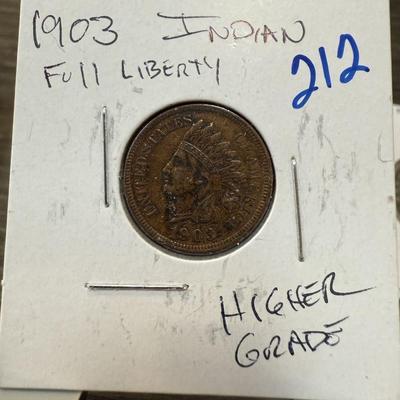 1903 INDIAN
FUll LIBERTY
212
UNITED STATES OF AMERICA
1903
HIGHER
GRADE